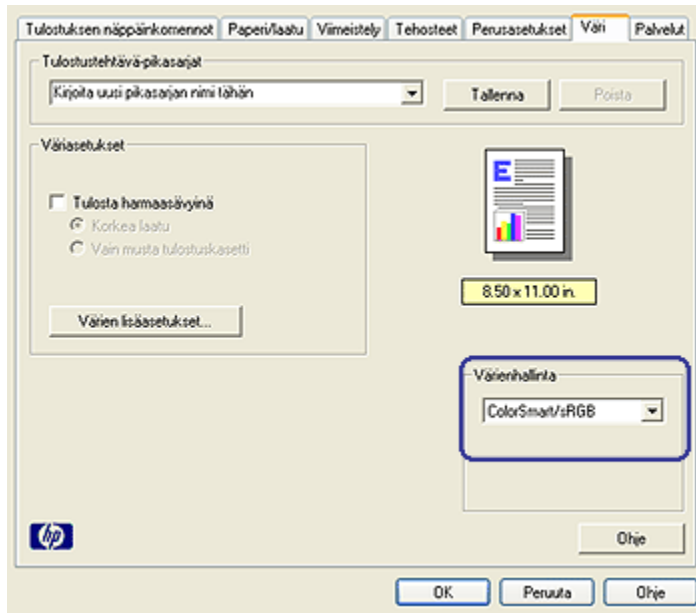 Tulostuksen näppäinkomennot Paperi/laatu Viimeistely Tehosteet Perusasetukset Väri Palvelut
Tulostustehtävä-pikasarjat
Kirjoita uusi pikasarjan nimi tähän Tallenna Poista
Väriasetukset
Tulosta harmaasävyinä
Korkea laatu
Vain musta tulostuskasetti
Värien lisäasetukset...
E
8.50 x 11.00 in.
Värienhallinta
ColorSmart/sRGB
hp
Ohje
OK Peruuta Ohje